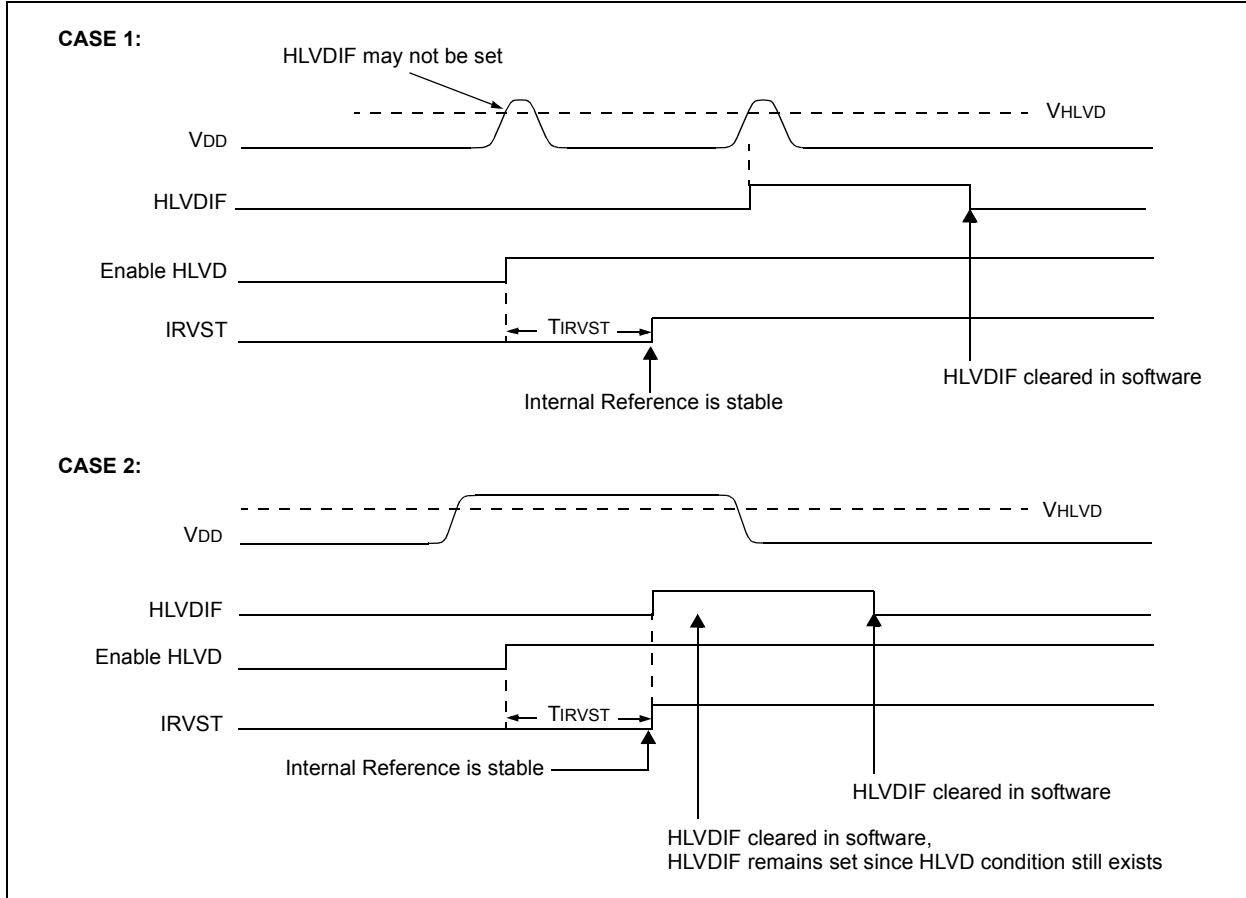 CASE 1:
HLVDIF may not be set
VHLVD
VDD
HLVDIF
Enable HLVD
IRVST
TIRVST
HLVDIF cleared in software
Internal Reference is stable
CASE 2:
VHLVD
VDD
HLVDIF
Enable HLVD
IRVST
TIRVST
Internal Reference is stable
HLVDIF cleared in software
HLVDIF cleared in software,
HLVDIF remains set since HLVD condition still exists